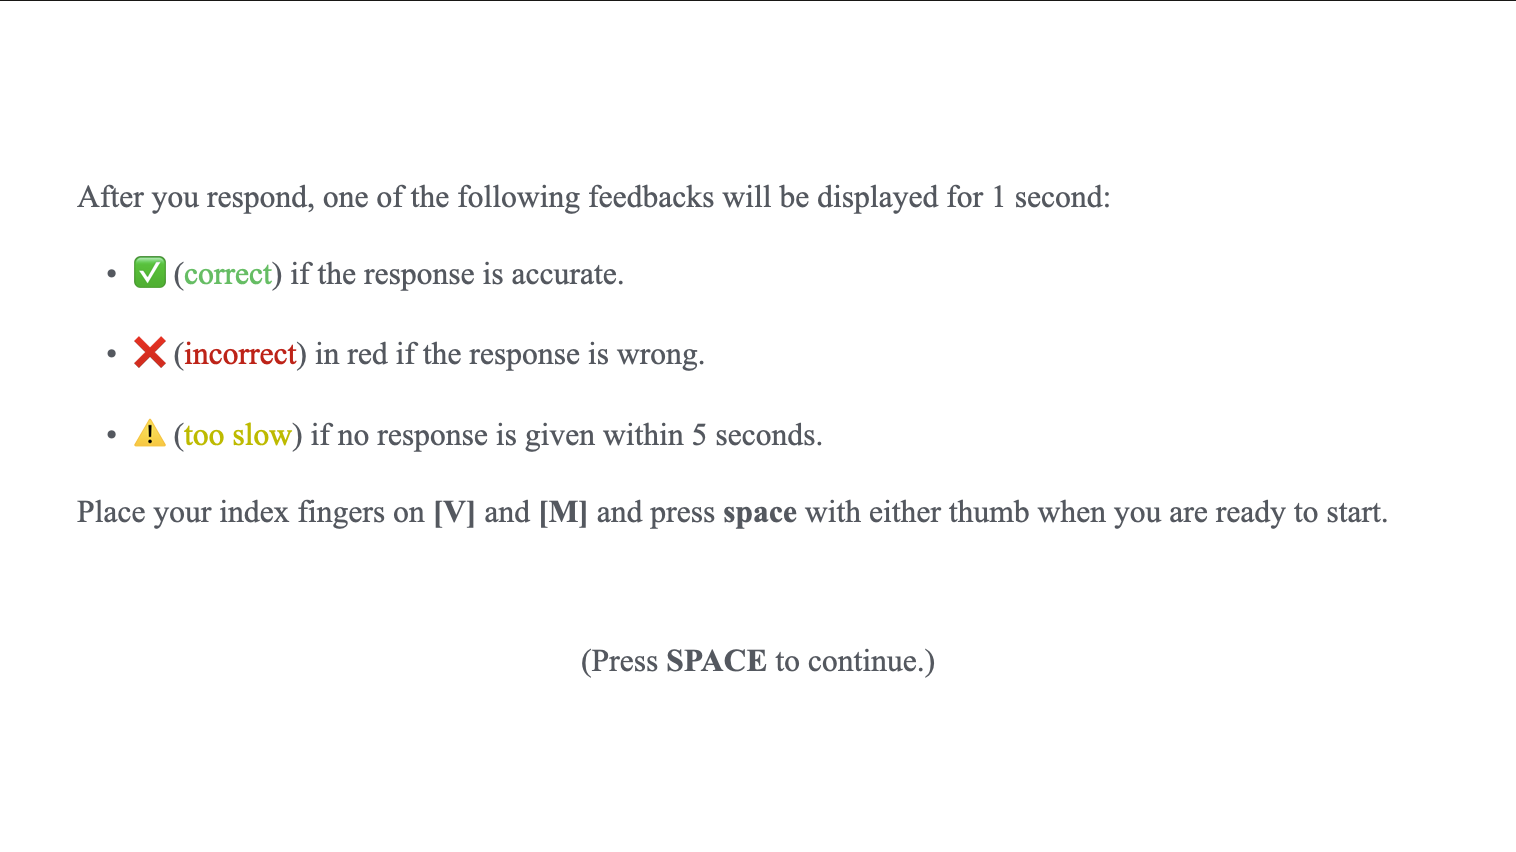 After you respond, one of the following feedbacks will be displayed for 1 second:
• ✅ (correct) if the response is accurate.
• ❌ (incorrect) in red if the response is wrong.
• ⚠️ (too slow) if no response is given within 5 seconds.
Place your index fingers on [V] and [M] and press space with either thumb when you are ready to start.
(Press SPACE to continue.)